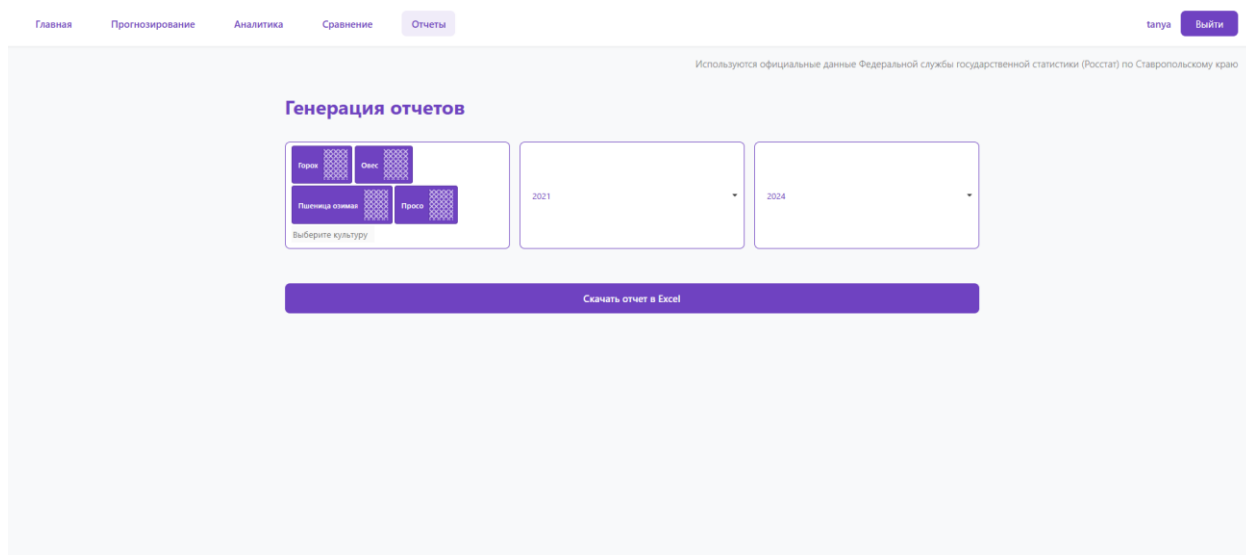 Главная Прогнозирование Аналитика Сравнение Отчеты tanya Выйти
Используются официальные данные Федеральной службы государственной статистики (Росстат) по Ставропольскому краю
Генерация отчетов
Горох Овес
Пшеница озимая Просо
Выберите культуру
2021
2024
Скачать отчет в Excel